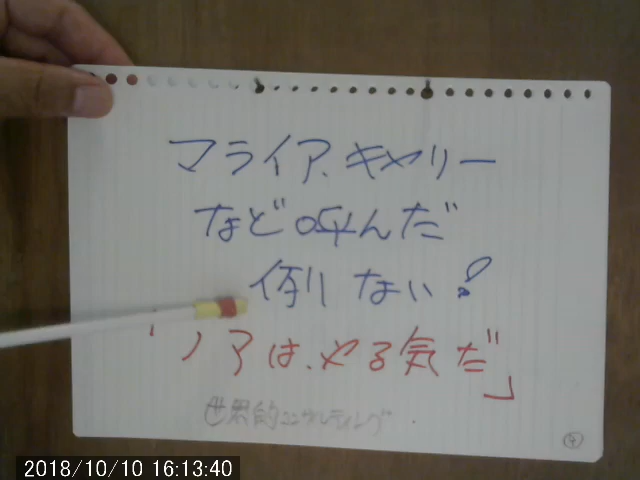 マライア、キャリー
など呼んだ
例ない!
「ノアは、やる気だ」
世界的コンサルティング
4
2018/10/10 16:13:40